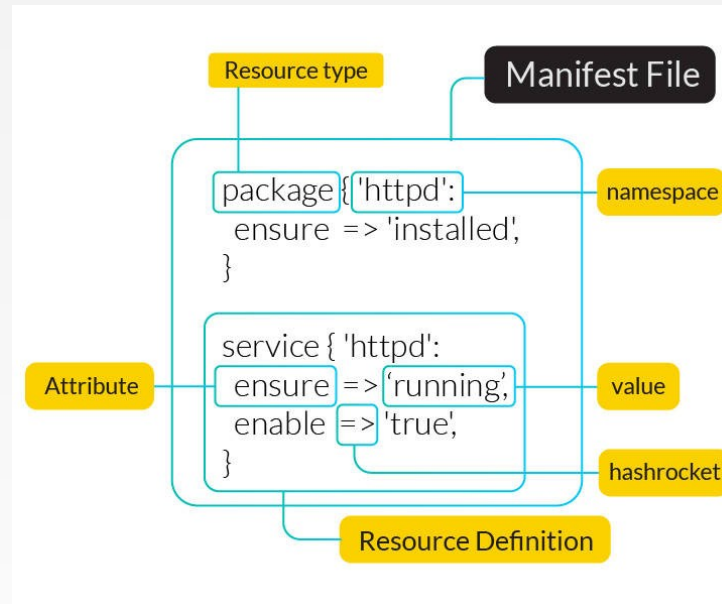 Resource type
Manifest File
package { 'httpd':
namespace
ensure => 'installed',
}
service { 'httpd':
Attribute
ensure => ‘running’,
value
enable => 'true',
}
hashrocket
Resource Definition